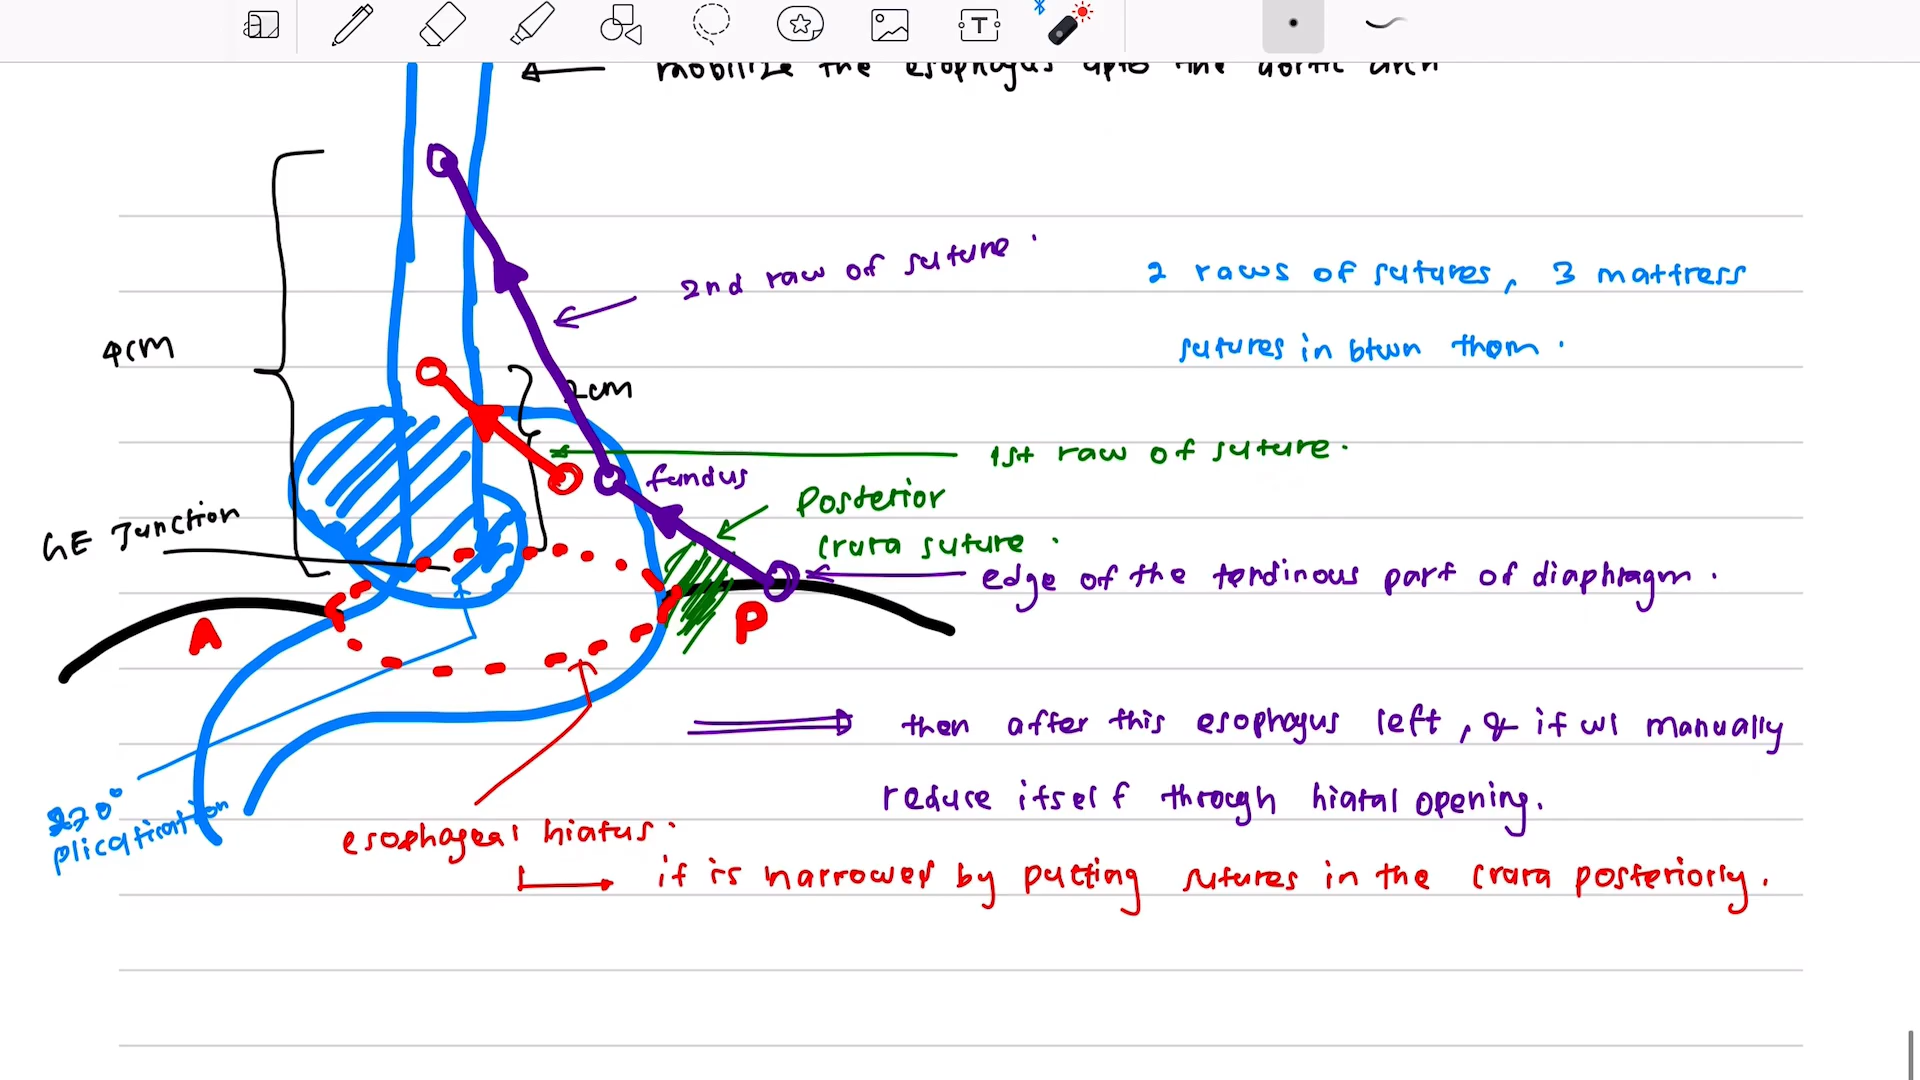 mobilize the esophagus upto the aortic arch
2nd raw of suture.
2 raws of sutures, 3 mattress
sutures in btwn them.
4cm
2cm
1st raw of suture.
fundus
Posterior
crura suture.
GE Junction
edge of the tendinous part of diaphragm.
A
P
then after this esophagus left, & if we manually
reduse itself through hiatal opening.
270°
plication
esophageal hiatus.
it is narrowed by putting sutures in the crura posteriorly.